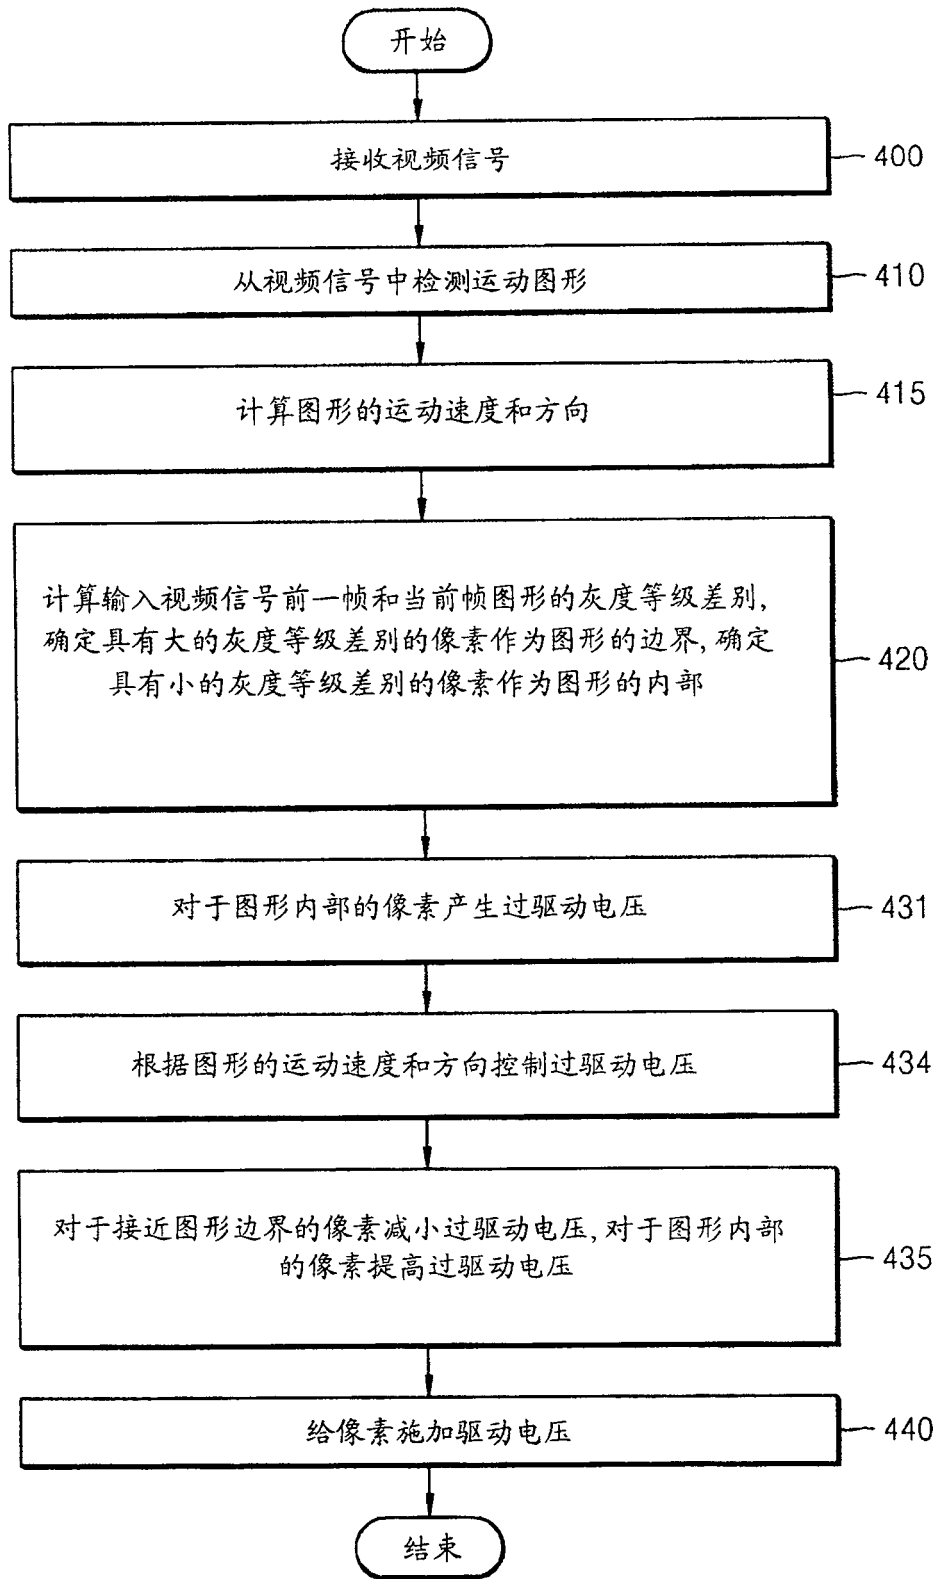 开始
接收视频信号
400
从视频信号中检测运动图形
410
计算图形的运动速度和方向
415
计算输入视频信号前一帧和当前帧图形的灰度等级差别,
确定具有大的灰度等级差别的像素作为图形的边界,确定
具有小的灰度等级差别的像素作为图形的内部
420
对于图形内部的像素产生过驱动电压
431
根据图形的运动速度和方向控制过驱动电压
434
对于接近图形边界的像素减小过驱动电压,对于图形内部
的像素提高过驱动电压
435
给像素施加驱动电压
440
结束